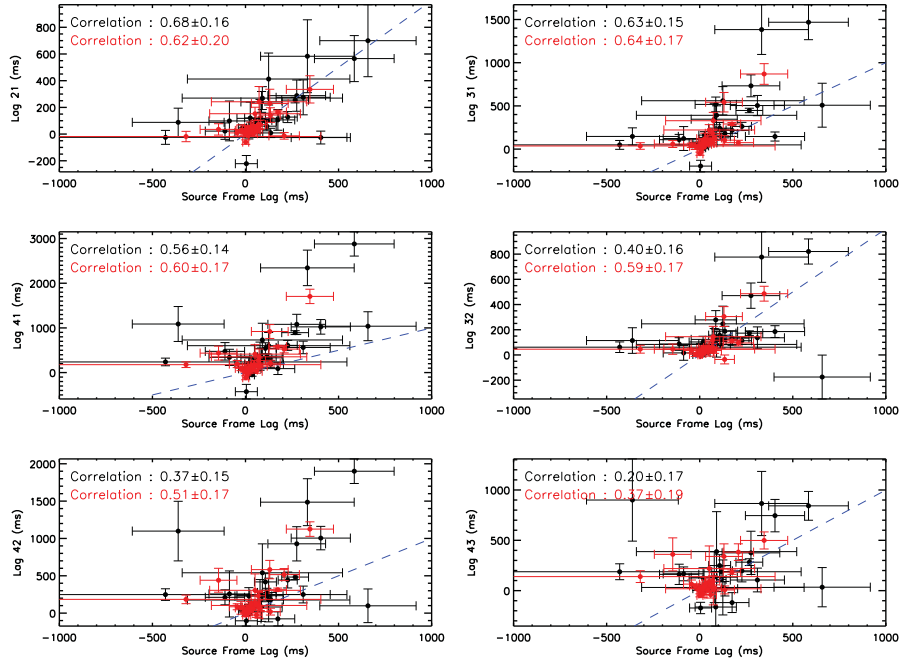 Correlation : 0.68±0.16
Correlation : 0.62±0.20
Lag 21 (ms)
800
600
400
200
0
−200
−1000 −500 0 500 1000
Source Frame Lag (ms)
Correlation : 0.63±0.15
Correlation : 0.64±0.17
Lag 31 (ms)
1500
1000
500
0
−1000 −500 0 500 1000
Source Frame Lag (ms)
Correlation : 0.56±0.14
Correlation : 0.60±0.17
Lag 41 (ms)
3000
2000
1000
0
−1000 −500 0 500 1000
Source Frame Lag (ms)
Correlation : 0.40±0.16
Correlation : 0.59±0.17
Lag 32 (ms)
800
600
400
200
0
−200
−1000 −500 0 500 1000
Source Frame Lag (ms)
Correlation : 0.37±0.15
Correlation : 0.51±0.17
Lag 42 (ms)
2000
1500
1000
500
0
−1000 −500 0 500 1000
Source Frame Lag (ms)
Correlation : 0.20±0.17
Correlation : 0.37±0.19
Lag 43 (ms)
1000
500
0
−1000 −500 0 500 1000
Source Frame Lag (ms)